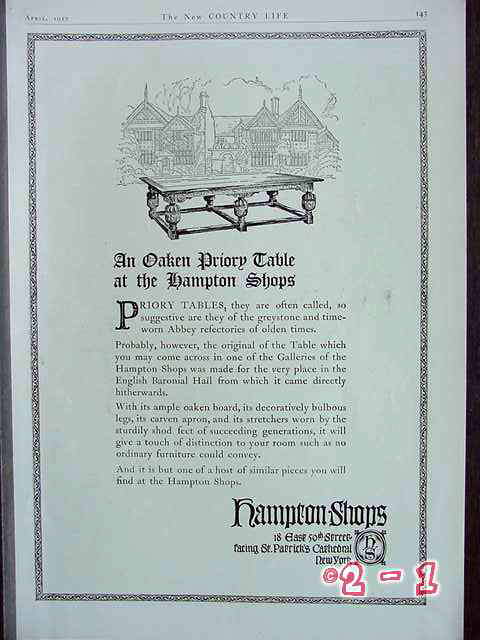 April, 1917
The New COUNTRY LIFE
145
An Oaken Priory Table
at the Hampton Shops
PRIORY TABLES, they are often called, so
suggestive are they of the greystone and time-
worn Abbey refectories of olden times.
Probably, however, the original of the Table which
you may come across in one of the Galleries of the
Hampton Shops was made for the very place in the
English Baronial Hall from which it came directly
hitherwards.
With its ample oaken board, its decoratively bulbous
legs, its carven apron, and its stretchers worn by the
sturdily shod feet of succeeding generations, it will
give a touch of distinction to your room such as no
ordinary furniture could convey.
And it is but one of a host of similar pieces you will
find at the Hampton Shops.
Hampton Shops
18 East 50th Street
facing St. Patrick's Cathedral
New York
HS
©2-1